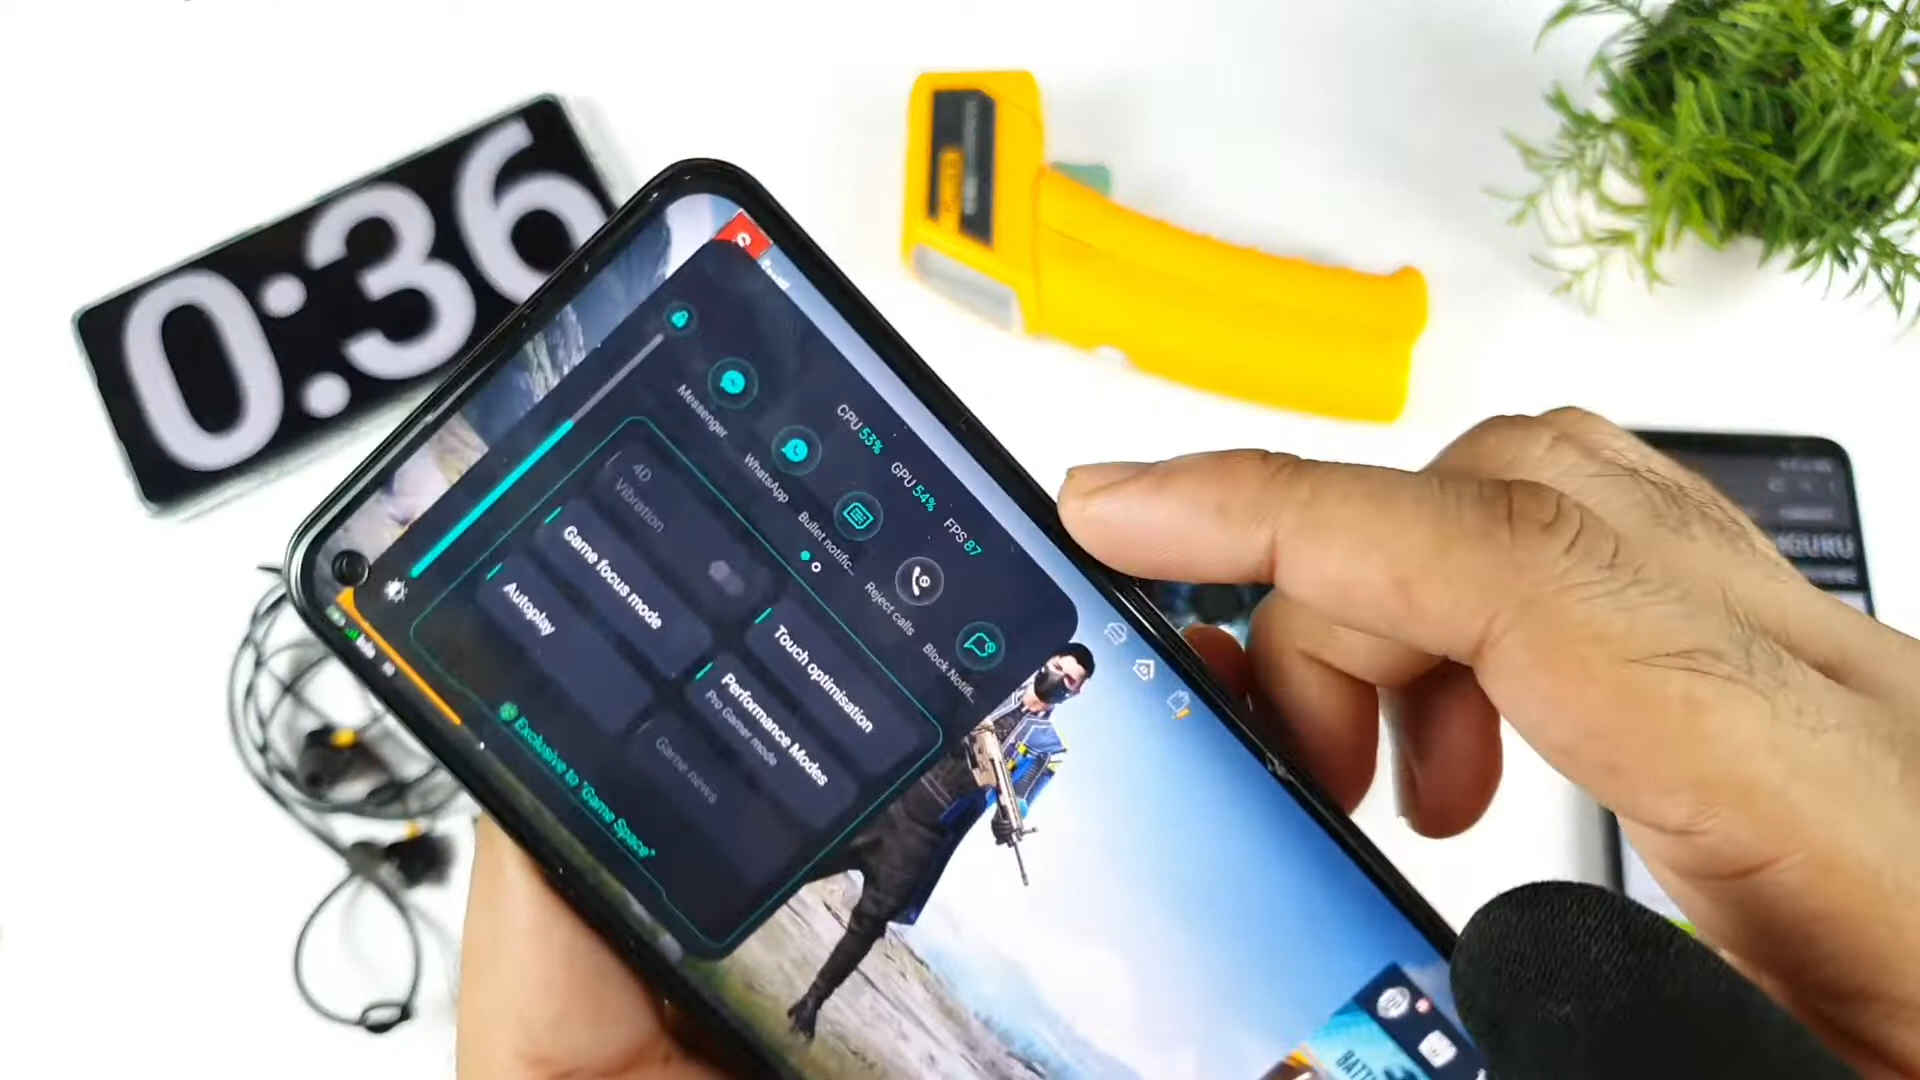 0:36
CPU 53%
GPU 54%
FPS 87
Messenger
WhatsApp
Bullet notific...
Reject calls
Block Notifi...
4D
Vibration
Game focus mode
Autoplay
Touch optimisation
Performance Modes
Pro Gamer mode
Game news
Exclusive to "Game Space"